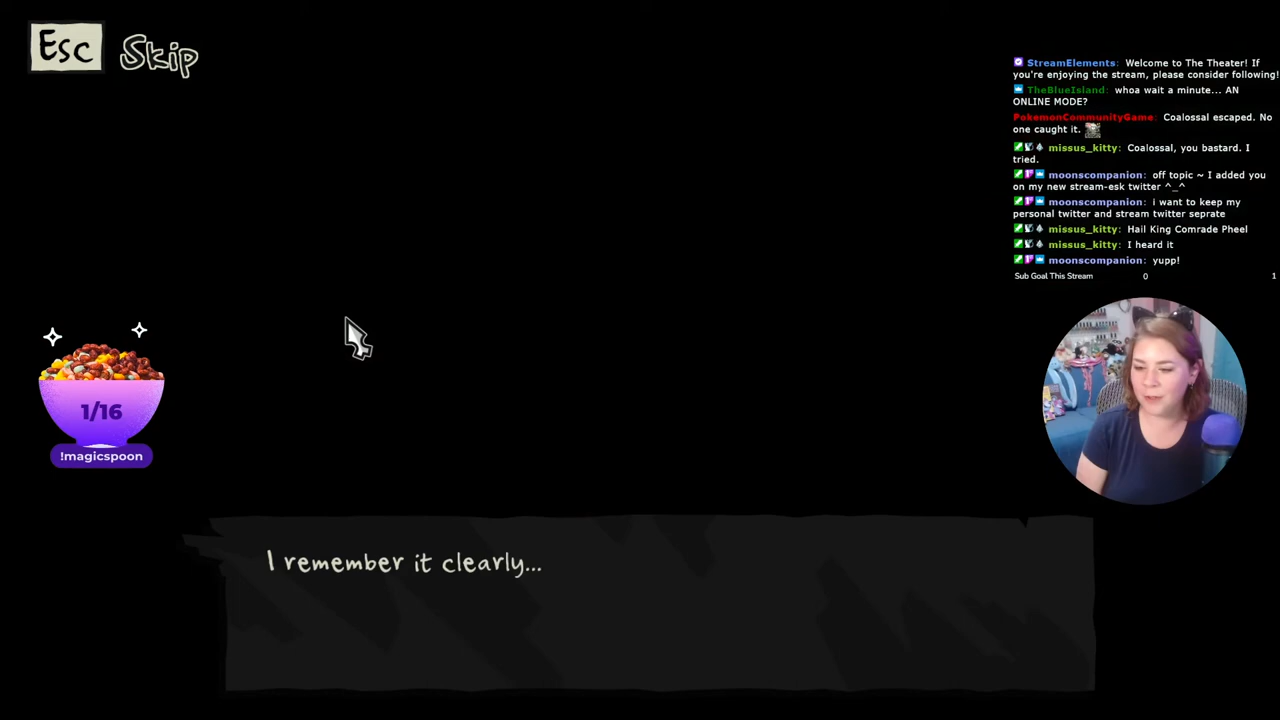 Esc Skip
StreamElements: Welcome to The Theater! If
you're enjoying the stream, please consider following!
TheBlueIsland: whoa wait a minute... AN
ONLINE MODE?
PokemonCommunityGame: Coalossal escaped. No
one caught it.
missus_kitty: Coalossal, you bastard. I
tried.
moonscompanion: off topic ~ I added you
on my new stream-esk twitter ^_^
moonscompanion: i want to keep my
personal twitter and stream twitter seprate
missus_kitty: Hail King Comrade Pheel
missus_kitty: I heard it
moonscompanion: yupp!
Sub Goal This Stream 0 1
1/16
!magicspoon
I remember it clearly...